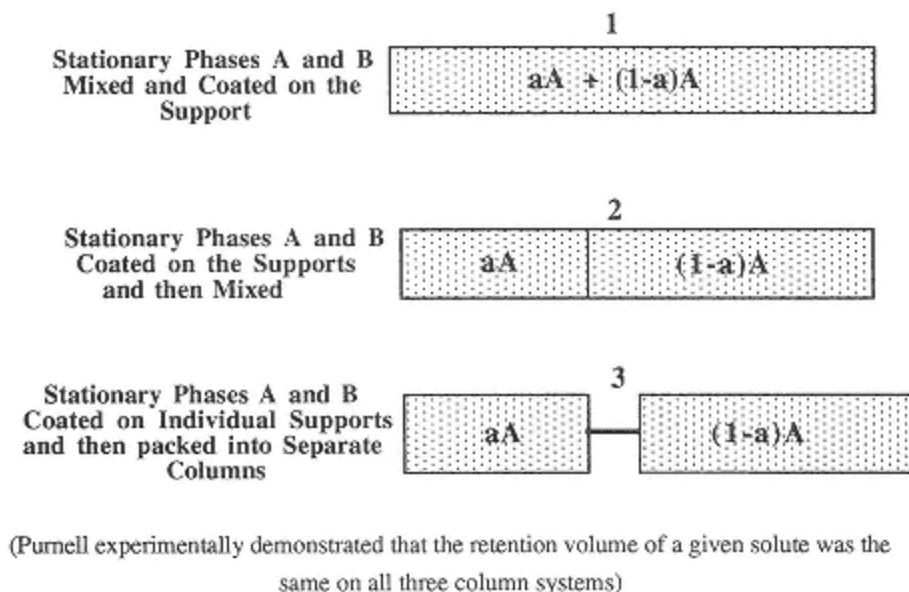 1
Stationary Phases A and B
Mixed and Coated on the
Support
aA + (1-a)A
2
Stationary Phases A and B
Coated on the Supports
and then Mixed
aA
(1-a)A
3
Stationary Phases A and B
Coated on Individual Supports
and then packed into Separate
Columns
aA
(1-a)A
(Purnell experimentally demonstrated that the retention volume of a given solute was the
same on all three column systems)